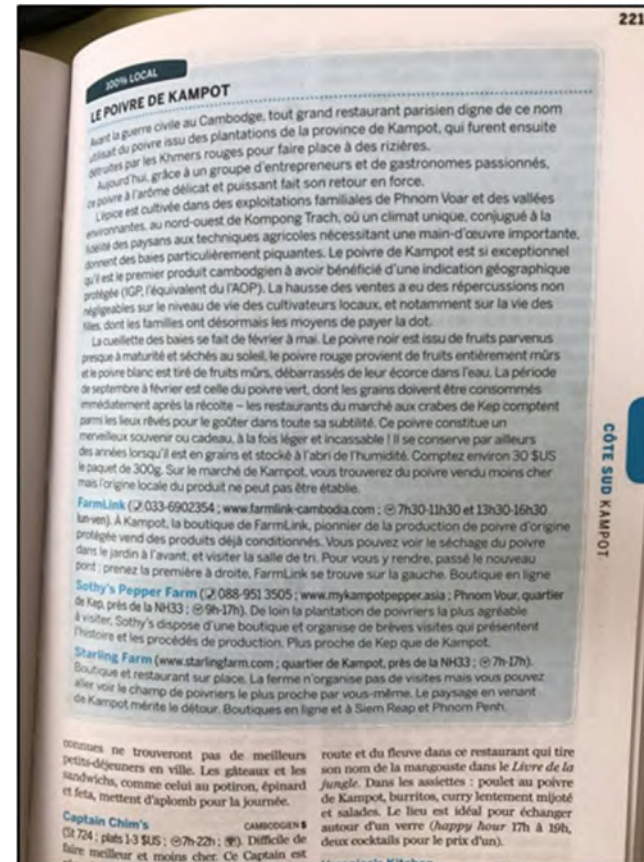 221
100% LOCAL
LE POIVRE DE KAMPOT
Avant la guerre civile au Cambodge, tout grand restaurant parisien digne de ce nom
utilisait du poivre issu des plantations de la province de Kampot, qui furent ensuite
détruites par les Khmers rouges pour faire place à des rizières.
Aujourd'hui, grâce à un groupe d'entrepreneurs et de gastronomes passionnés,
ce poivre à l'arôme délicat et puissant fait son retour en force.
L'épice est cultivée dans des exploitations familiales de Phnom Voar et des vallées
environnantes, au nord-ouest de Kompong Trach, où un climat unique, conjugué à la
fidélité des paysans aux techniques agricoles nécessitant une main-d'œuvre importante,
donnent des baies particulièrement piquantes. Le poivre de Kampot est si exceptionnel
qu'il est le premier produit cambodgien à avoir bénéficié d'une indication géographique
protégée (IGP, l'équivalent du l'AOP). La hausse des ventes a eu des répercussions non
négligeables sur le niveau de vie des cultivateurs locaux, et notamment sur la vie des
filles, dont les familles ont désormais les moyens de payer la dot.
La cueillette des baies se fait de février à mai. Le poivre noir est issu de fruits parvenus
presque à maturité et séchés au soleil, le poivre rouge provient de fruits entièrement mûrs
et le poivre blanc est tiré de fruits mûrs, débarrassés de leur écorce dans l'eau. La période
de septembre à février est celle du poivre vert, dont les grains doivent être consommés
immédiatement après la récolte – les restaurants du marché aux crabes de Kep comptent
parmi les lieux rêvés pour le goûter dans toute sa subtilité. Ce poivre constitue un
merveilleux souvenir ou cadeau, à la fois léger et incassable ! Il se conserve par ailleurs
des années lorsqu'il est en grains et stocké à l'abri de l'humidité. Comptez environ 30 $US
le paquet de 300g. Sur le marché de Kampot, vous trouverez du poivre vendu moins cher
mais l'origine locale du produit ne peut pas être établie.
FarmLink (033-6902354 ; www.farmlink-cambodia.com ; 7h30-11h30 et 13h30-16h30
lun-ven). À Kampot, la boutique de FarmLink, pionnier de la production de poivre d'origine
protégée vend des produits déjà conditionnés. Vous pouvez voir le séchage du poivre
dans le jardin à l'avant, et visiter la salle de tri. Pour vous y rendre, passé le nouveau
pont ; prenez la première à droite, FarmLink se trouve sur la gauche. Boutique en ligne
Sothy's Pepper Farm (088-951 3505 ; www.mykampotpepper.asia ; Phnom Vour, quartier
de Kep, près de la NH33 ; 9h-17h). De loin la plantation de poivriers la plus agréable
à visiter, Sothy's dispose d'une boutique et organise de brèves visites qui présentent
l'histoire et les procédés de production. Plus proche de Kep que de Kampot.
Starling Farm (www.starlingfarm.com ; quartier de Kampot, près de la NH33 ; 7h-17h).
Boutique et restaurant sur place. La ferme n'organise pas de visites mais vous pouvez
aller voir le champ de poivriers le plus proche par vous-même. Le paysage en venant
de Kampot mérite le détour. Boutiques en ligne et à Siem Reap et Phnom Penh.
CÔTE SUD KAMPOT
connues ne trouveront pas de meilleurs
petits-déjeuners en ville. Les gâteaux et les
sandwichs, comme celui au potiron, épinard
et feta, mettent d'aplomb pour la journée.
Captain Chim's CAMBODGIEN $
(St 724 ; plats 1-3 $US ; 7h-22h ; ). Difficile de
faire meilleur et moins cher. Ce Captain est
route et du fleuve dans ce restaurant qui tire
son nom de la mangouste dans le Livre de la
jungle. Dans les assiettes : poulet au poivre
de Kampot, burritos, curry lentement mijoté
et salades. Le lieu est idéal pour échanger
autour d'un verre (happy hour 17h à 19h,
deux cocktails pour le prix d'un).